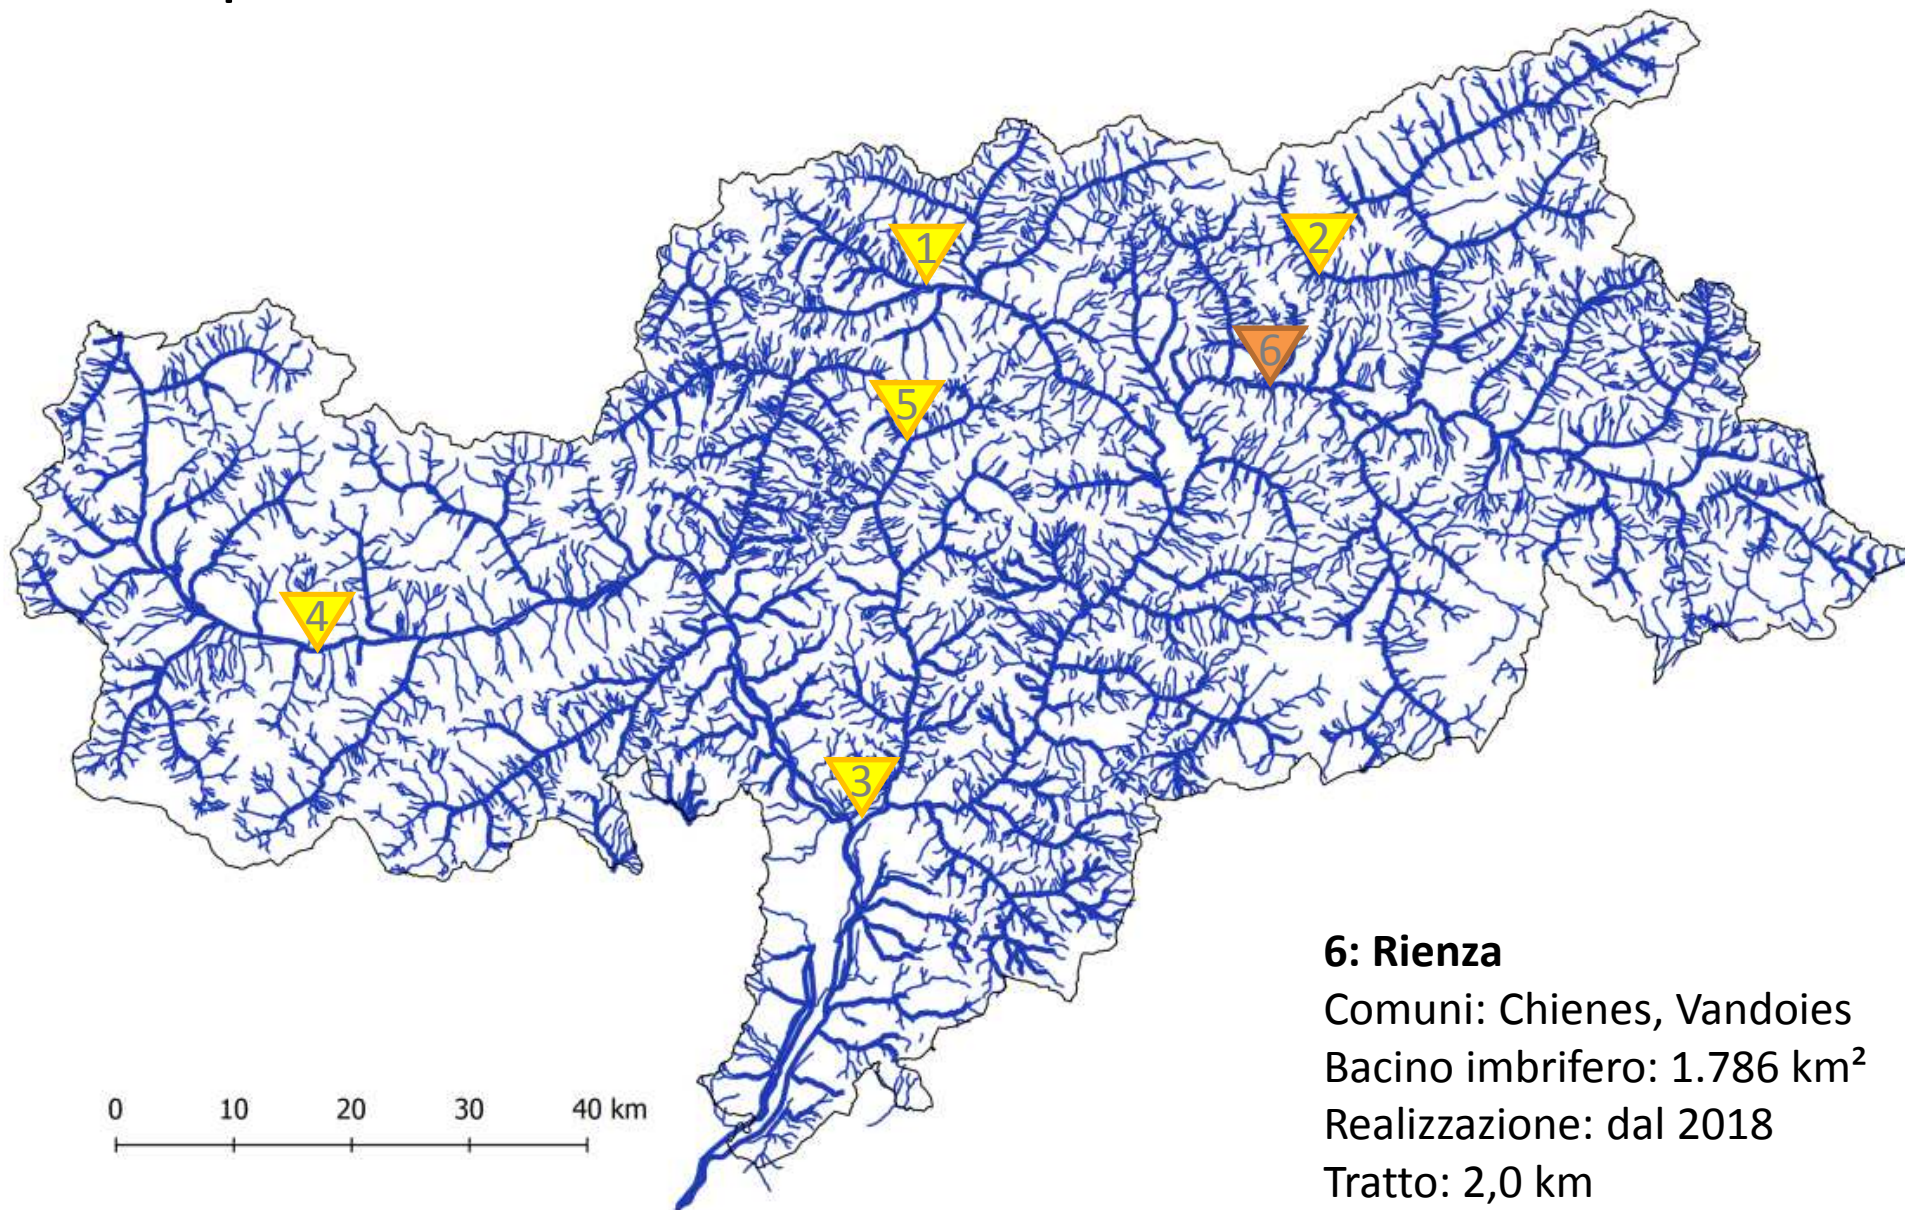 1
2
6
5
4
3
6: Rienza
Comuni: Chienes, Vandoies
Bacino imbrifero: 1.786 km²
Realizzazione: dal 2018
Tratto: 2,0 km
0 10 20 30 40 km